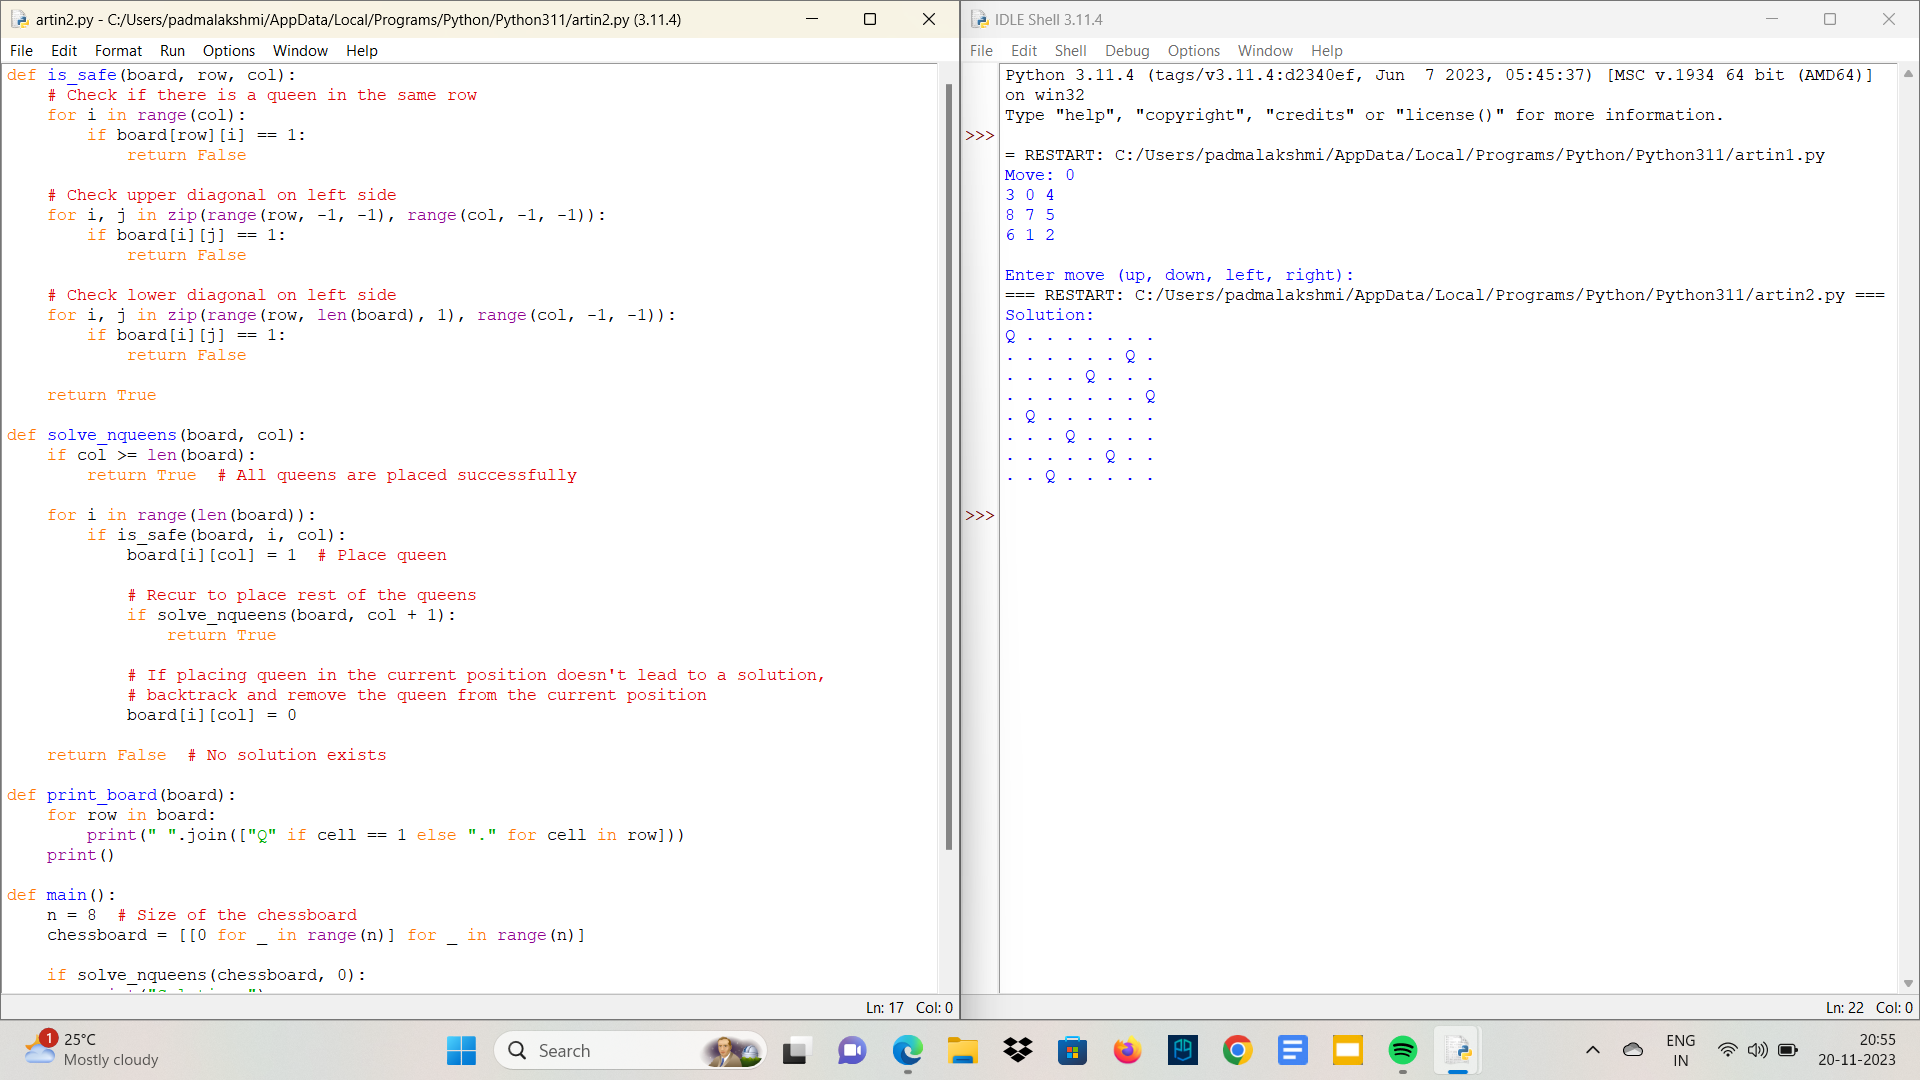 artin2.py - C:/Users/padmalakshmi/AppData/Local/Programs/Python/Python311/artin2.py (3.11.4)
File Edit Format Run Options Window Help
def is_safe(board, row, col):
    # Check if there is a queen in the same row
    for i in range(col):
        if board[row][i] == 1:
            return False

    # Check upper diagonal on left side
    for i, j in zip(range(row, -1, -1), range(col, -1, -1)):
        if board[i][j] == 1:
            return False

    # Check lower diagonal on left side
    for i, j in zip(range(row, len(board), 1), range(col, -1, -1)):
        if board[i][j] == 1:
            return False

    return True

def solve_nqueens(board, col):
    if col >= len(board):
        return True  # All queens are placed successfully

    for i in range(len(board)):
        if is_safe(board, i, col):
            board[i][col] = 1  # Place queen

            # Recur to place rest of the queens
            if solve_nqueens(board, col + 1):
                return True

            # If placing queen in the current position doesn't lead to a solution,
            # backtrack and remove the queen from the current position
            board[i][col] = 0

    return False  # No solution exists

def print_board(board):
    for row in board:
        print(" ".join(["Q" if cell == 1 else "." for cell in row]))
    print()

def main():
    n = 8  # Size of the chessboard
    chessboard = [[0 for _ in range(n)] for _ in range(n)]

    if solve_nqueens(chessboard, 0):
Ln: 17 Col: 0
IDLE Shell 3.11.4
File Edit Shell Debug Options Window Help
Python 3.11.4 (tags/v3.11.4:d2340ef, Jun  7 2023, 05:45:37) [MSC v.1934 64 bit (AMD64)]
on win32
Type "help", "copyright", "credits" or "license()" for more information.
>>>
= RESTART: C:/Users/padmalakshmi/AppData/Local/Programs/Python/Python311/artin1.py
Move: 0
3 0 4
8 7 5
6 1 2

Enter move (up, down, left, right):
=== RESTART: C:/Users/padmalakshmi/AppData/Local/Programs/Python/Python311/artin2.py ===
Solution:
Q . . . . . . .
. . . . . . Q .
. . . . Q . . .
. . . . . . . Q
. Q . . . . . .
. . . Q . . . .
. . . . . Q . .
. . Q . . . . .

>>>
Ln: 22 Col: 0
1
25°C
Mostly cloudy
Search
ENG
IN
20:55
20-11-2023